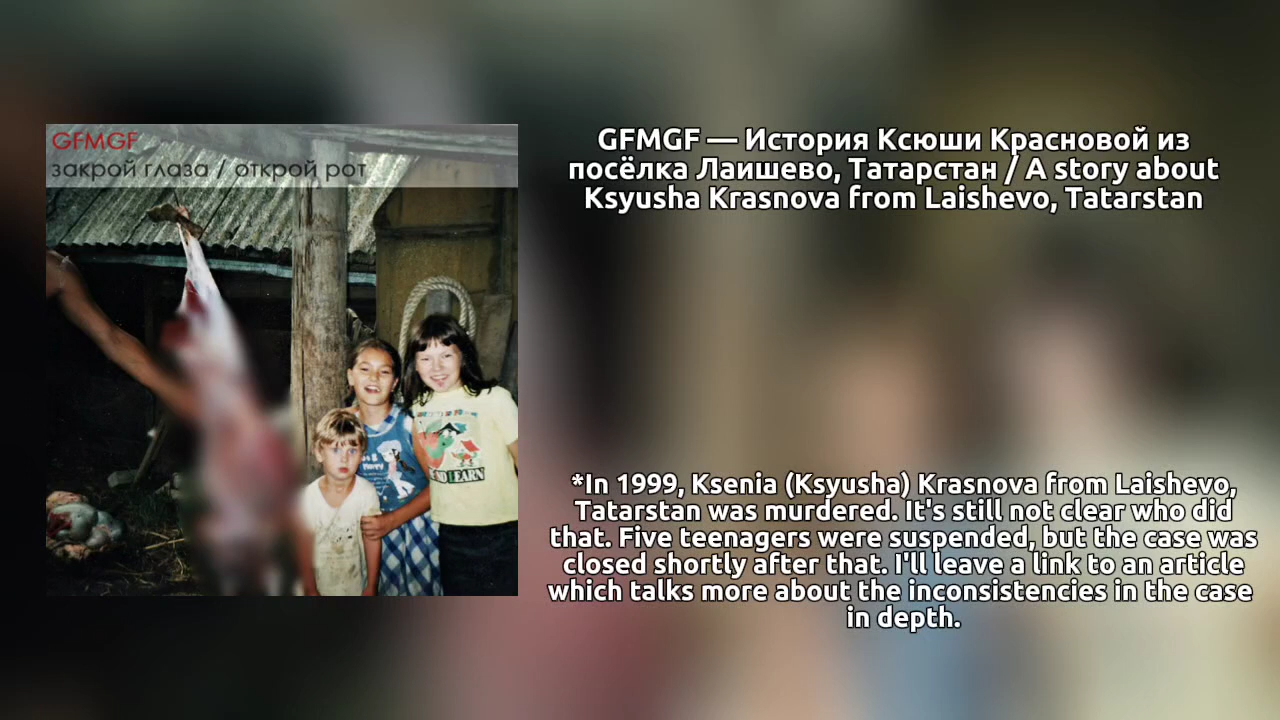 GFMGF
закрой глаза / открой рот
GFMGF — История Ксюши Красновой из
посёлка Лаишево, Татарстан / A story about
Ksyusha Krasnova from Laishevo, Tatarstan
AND LEARN
*In 1999, Ksenia (Ksyusha) Krasnova from Laishevo,
Tatarstan was murdered. It's still not clear who did
that. Five teenagers were suspended, but the case was
closed shortly after that. I'll leave a link to an article
which talks more about the inconsistencies in the case
in depth.